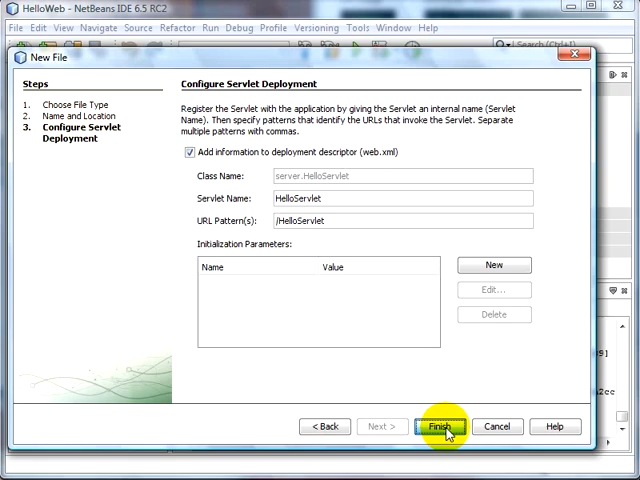 HelloWeb - NetBeans IDE 6.5 RC2
File Edit View Navigate Source Refactor Run Debug Profile Versioning Tools Window Help
Search (Ctrl+I)
New File
Steps
1. Choose File Type
2. Name and Location
3. Configure Servlet
Deployment
Configure Servlet Deployment
Register the Servlet with the application by giving the Servlet an internal name (Servlet
Name). Then specify patterns that identify the URLs that invoke the Servlet. Separate
multiple patterns with commas.
Add information to deployment descriptor (web.xml)
Class Name: server.HelloServlet
Servlet Name: HelloServlet
URL Pattern(s): /HelloServlet
Initialization Parameters:
Name Value
New
Edit...
Delete
< Back Next > Finish Cancel Help